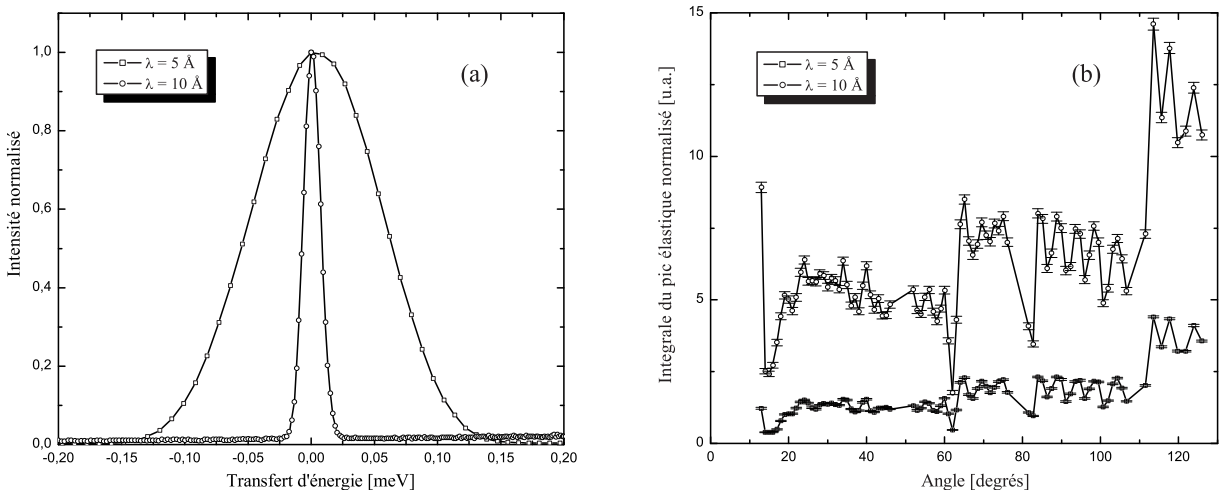 (a)
λ = 5 Å
λ = 10 Å
Intensité normalisé
1,0
0,8
0,6
0,4
0,2
0,0
-0,20
-0,15
-0,10
-0,05
0,00
0,05
0,10
0,15
0,20
Transfert d'énergie [meV]
(b)
λ = 5 Å
λ = 10 Å
Integrale du pic élastique normalisé [u.a.]
15
10
5
0
0
20
40
60
80
100
120
Angle [degrés]